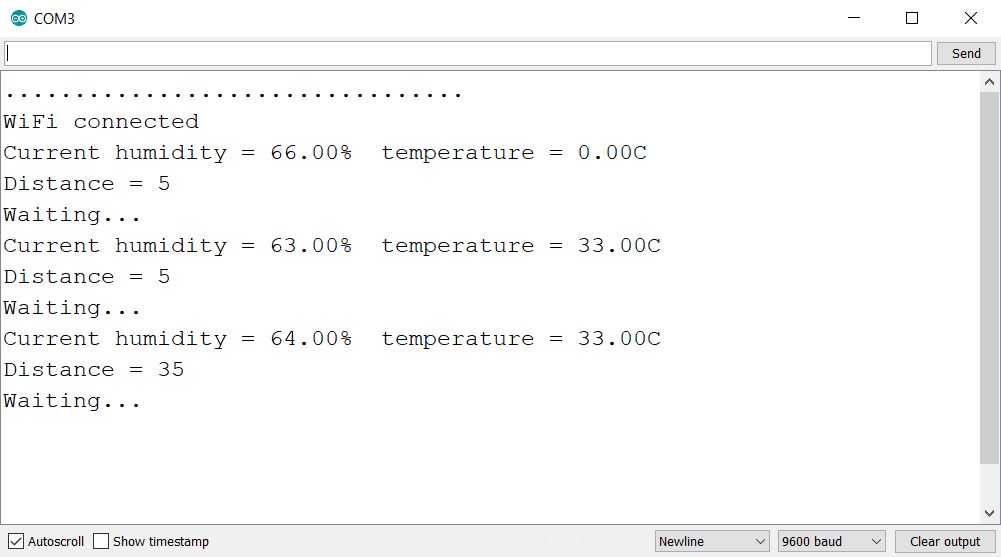 COM3
Send
.................................
WiFi connected
Current humidity = 66.00%  temperature = 0.00C
Distance = 5
Waiting...
Current humidity = 63.00%  temperature = 33.00C
Distance = 5
Waiting...
Current humidity = 64.00%  temperature = 33.00C
Distance = 35
Waiting...
Autoscroll Show timestamp Newline 9600 baud Clear output